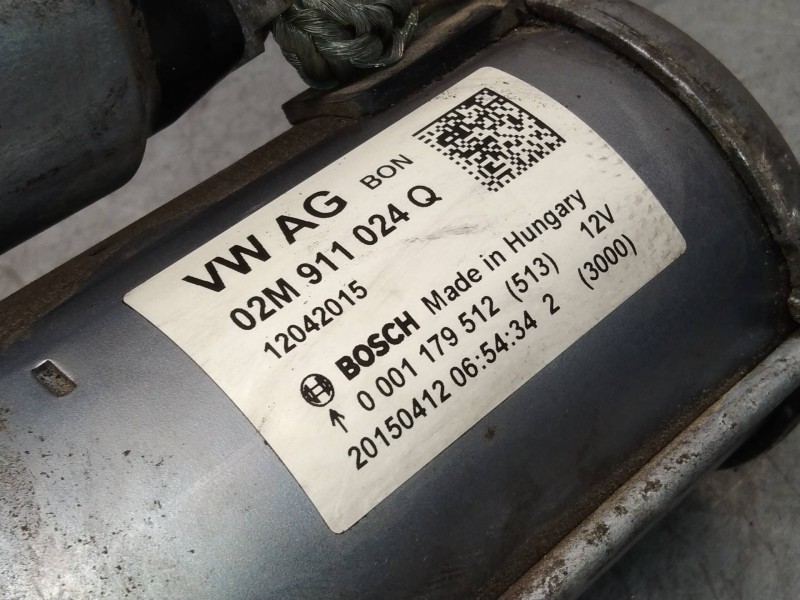 VW AG BON
02M 911 024 Q
12042015
BOSCH Made in Hungary
0 001 179 512 (513) 12V
20150412 06:54:34 2 (3000)